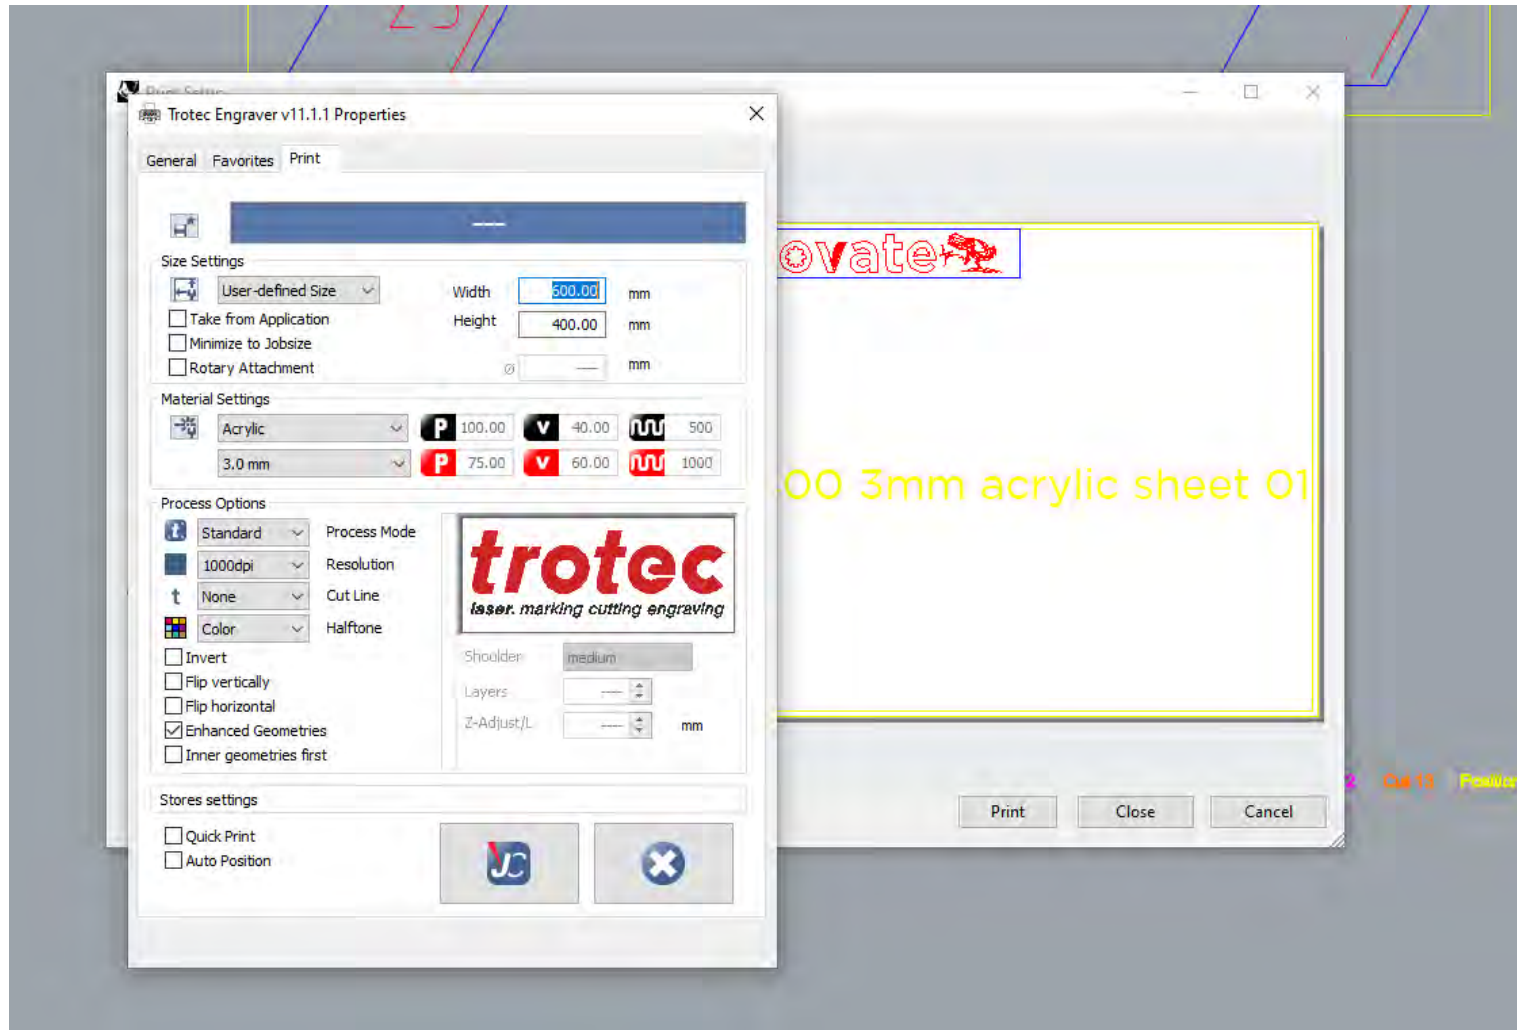 Print Setup
Trotec Engraver v11.1.1 Properties
General Favorites Print
Size Settings
User-defined Size
Width 600.00 mm
Take from Application
Height 400.00 mm
Minimize to Jobsize
Rotary Attachment
Ø mm
Material Settings
Acrylic
P 100.00 v 40.00 500
3.0 mm
P 75.00 v 60.00 1000
Process Options
t Standard Process Mode
1000dpi Resolution
t None Cut Line
Color Halftone
Invert
Flip vertically
Flip horizontal
Enhanced Geometries
Inner geometries first
trotec
laser. marking cutting engraving
Shoulder medium
Layers
Z-Adjust/L mm
Stores settings
Quick Print
Auto Position
JC
ovate
00 3mm acrylic sheet 01
Print Close Cancel
2